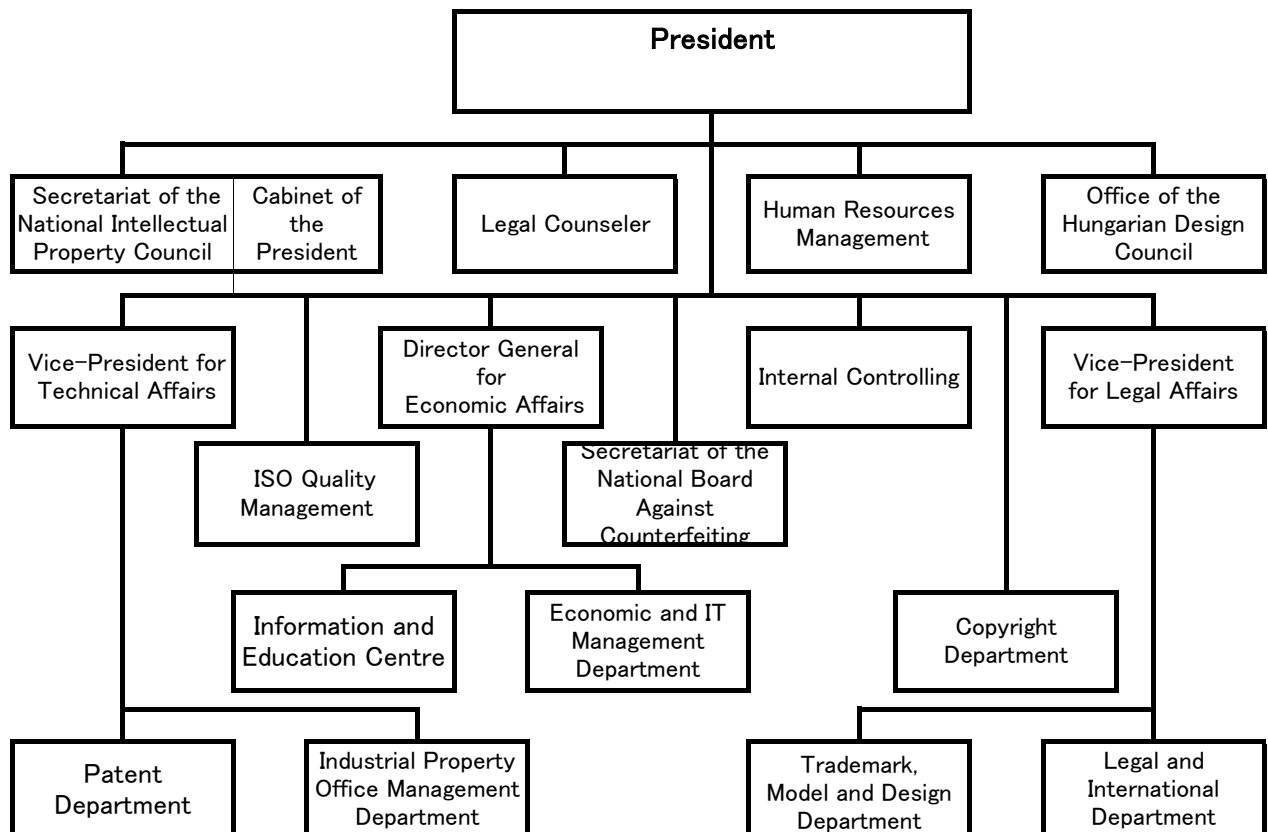 President
Secretariat of the
National Intellectual
Property Council
Cabinet of
the
President
Legal Counseler
Human Resources
Management
Office of the
Hungarian Design
Council
Vice-President for
Technical Affairs
Director General
for
Economic Affairs
Internal Controlling
Vice-President
for Legal Affairs
ISO Quality
Management
Secretariat of the
National Board
Against
Counterfeiting
Information and
Education Centre
Economic and IT
Management
Department
Copyright
Department
Patent
Department
Industrial Property
Office Management
Department
Trademark,
Model and Design
Department
Legal and
International
Department